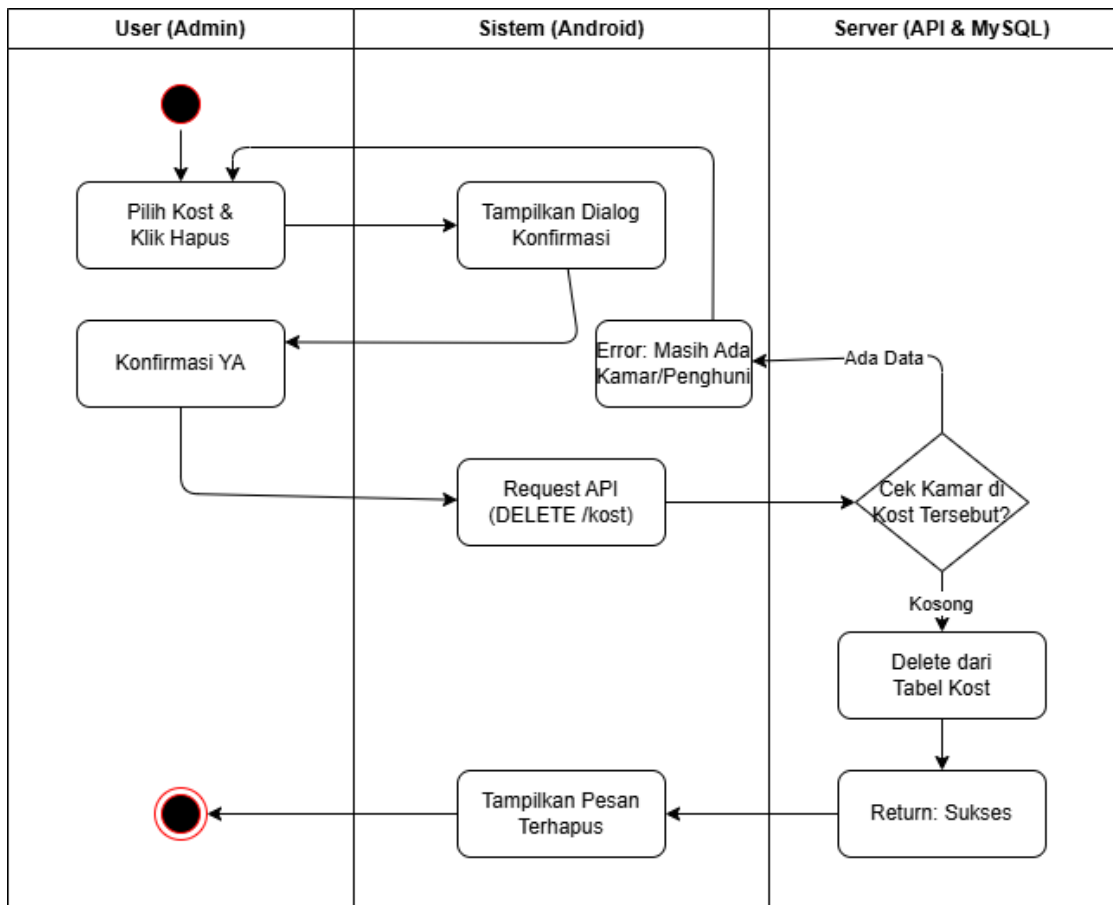 User (Admin)
Sistem (Android)
Server (API & MySQL)
Pilih Kost &
Klik Hapus
Tampilkan Dialog
Konfirmasi
Konfirmasi YA
Error: Masih Ada
Kamar/Penghuni
Ada Data
Request API
(DELETE /kost)
Cek Kamar di
Kost Tersebut?
Kosong
Delete dari
Tabel Kost
Tampilkan Pesan
Terhapus
Return: Sukses